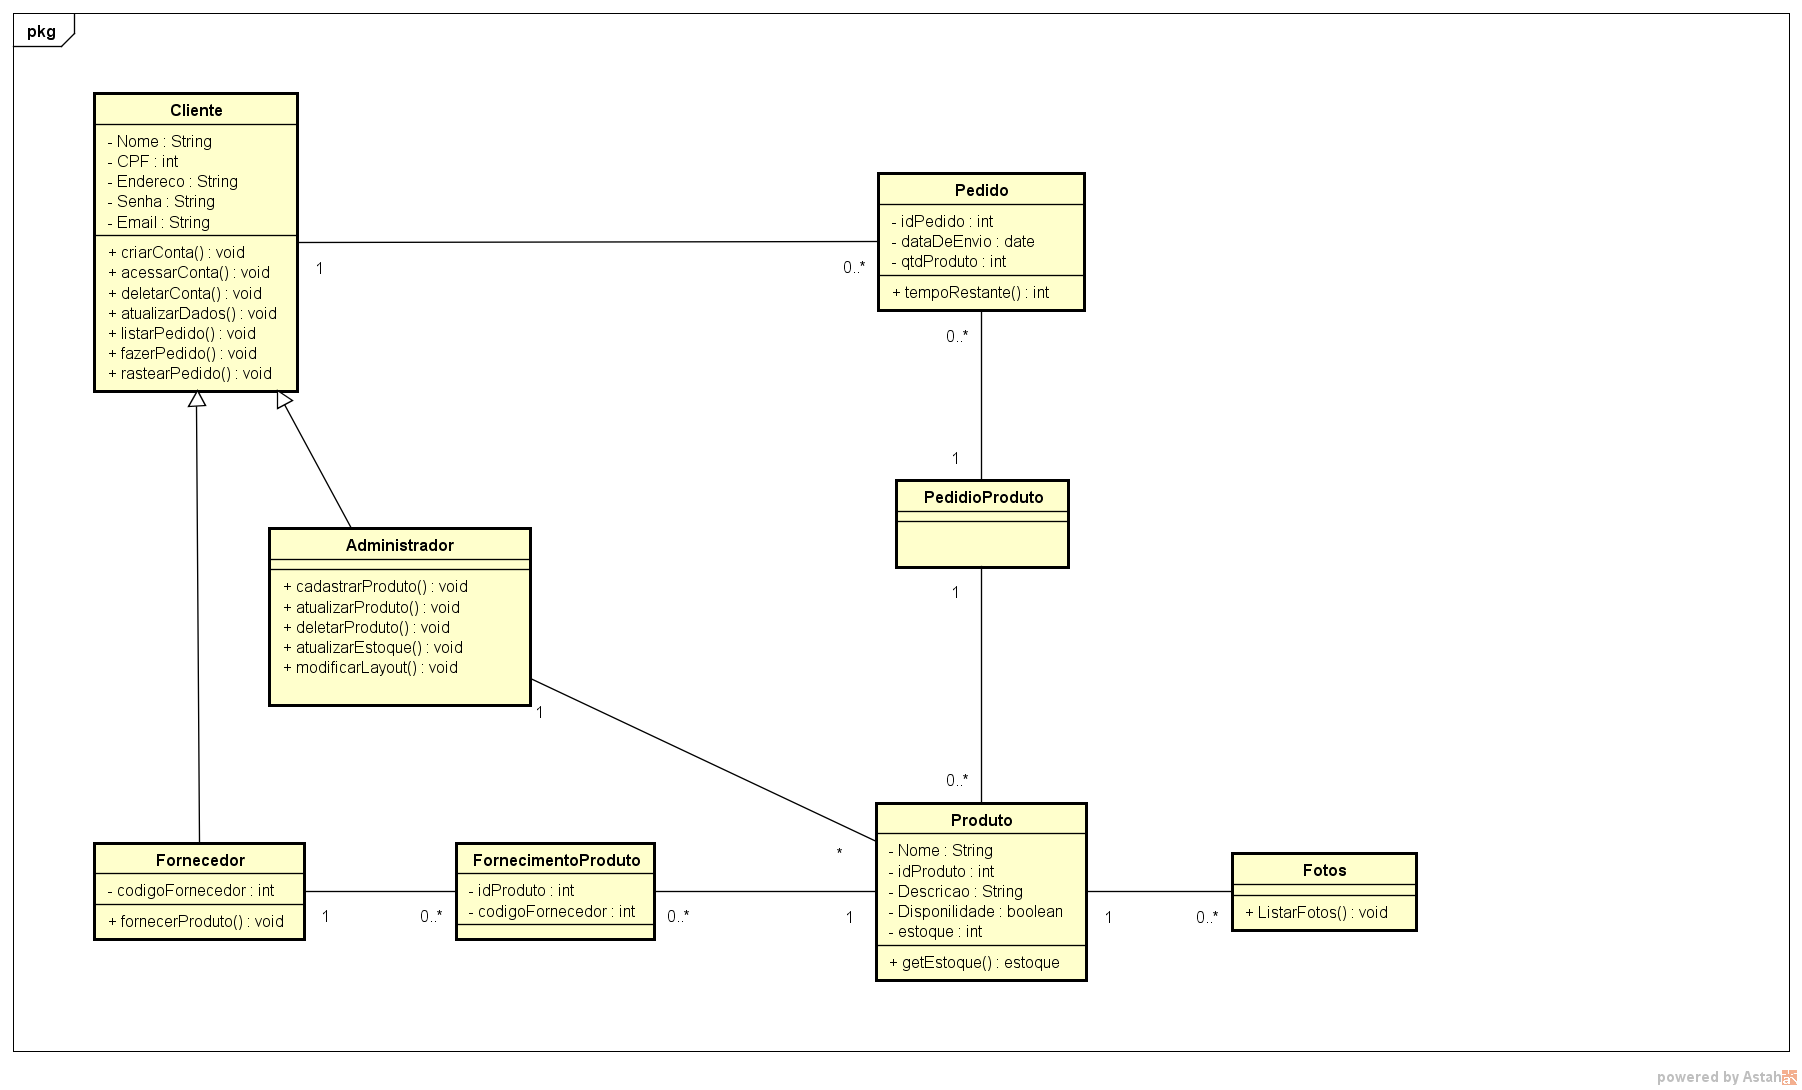 pkg
Cliente
- Nome : String
- CPF : int
- Endereco : String
- Senha : String
- Email : String
+ criarConta() : void
+ acessarConta() : void
+ deletarConta() : void
+ atualizarDados() : void
+ listarPedido() : void
+ fazerPedido() : void
+ rastearPedido() : void
1
0..*
Pedido
- idPedido : int
- dataDeEnvio : date
- qtdProduto : int
+ tempoRestante() : int
0..*
1
PedidioProduto
1
0..*
Administrador
+ cadastrarProduto() : void
+ atualizarProduto() : void
+ deletarProduto() : void
+ atualizarEstoque() : void
+ modificarLayout() : void
1
*
Fornecedor
- codigoFornecedor : int
+ fornecerProduto() : void
1
0..*
FornecimentoProduto
- idProduto : int
- codigoFornecedor : int
0..*
1
Produto
- Nome : String
- idProduto : int
- Descricao : String
- Disponilidade : boolean
- estoque : int
+ getEstoque() : estoque
1
0..*
Fotos
+ ListarFotos() : void
powered by Astah